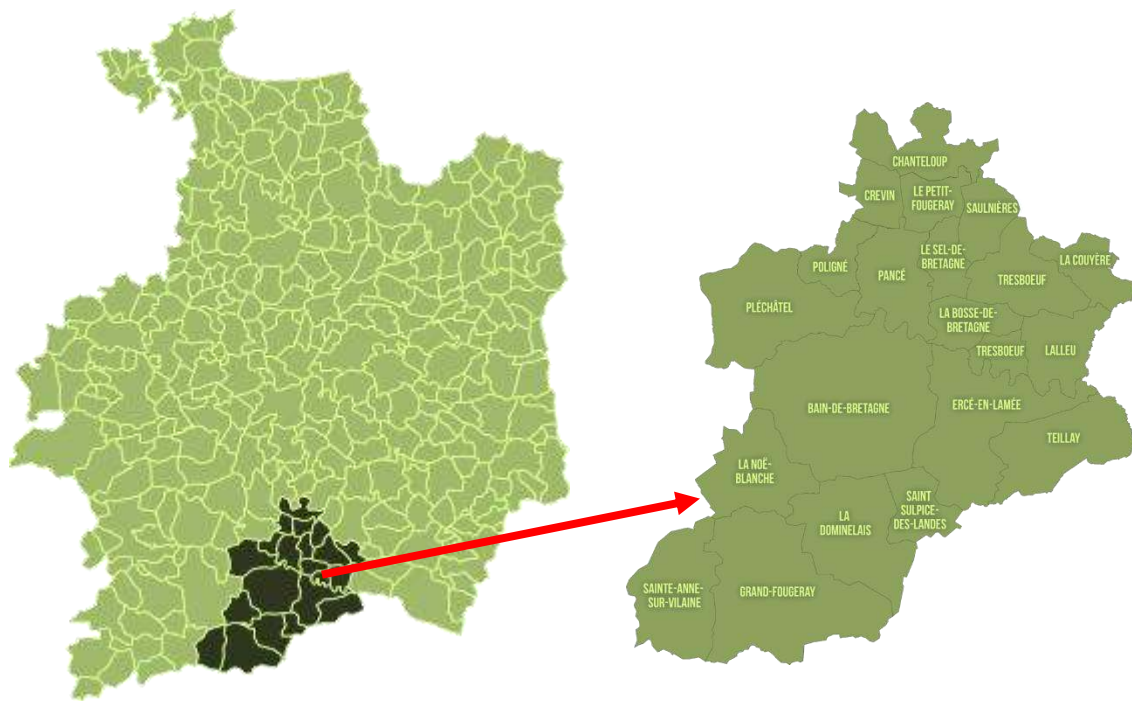 CHANTELOUP
CREVIN
LE PETIT-
FOUGERAY
SAULNIÈRES
LE SEL-DE-
BRETAGNE
LA COUYÈRE
POLIGNÉ
PANCÉ
TRESBOEUF
PLÉCHÂTEL
LA BOSSE-DE-
BRETAGNE
TRESBOEUF
LALLEU
BAIN-DE-BRETAGNE
ERCÉ-EN-LAMÉE
TEILLAY
LA NOË-
BLANCHE
SAINT
SULPICE-
DES-LANDES
LA
DOMINELAIS
SAINTE-ANNE-
SUR-VILAINE
GRAND-FOUGERAY